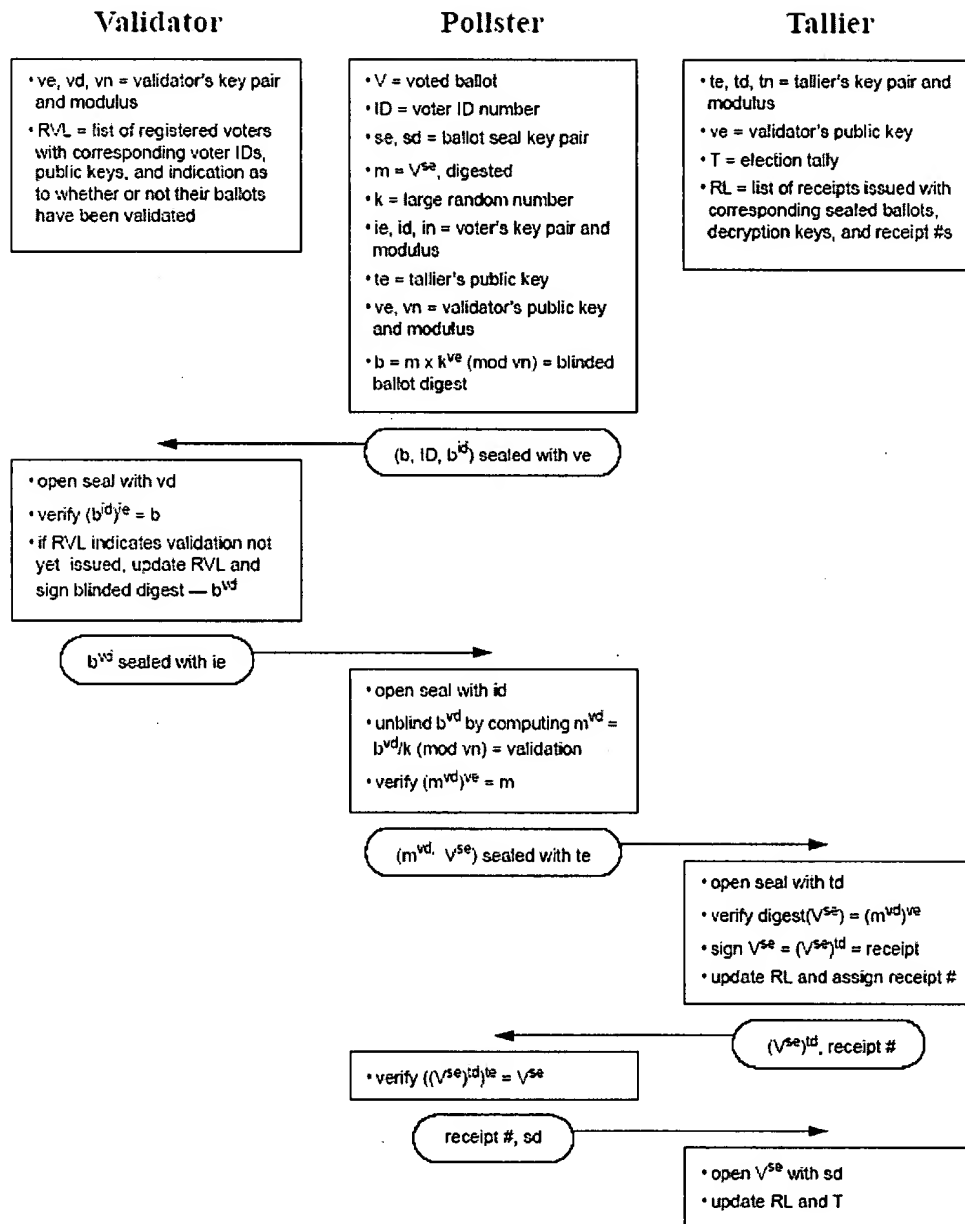 Validator
Pollster
Tallier
• ve, vd, vn = validator's key pair
and modulus
• RVL = list of registered voters
with corresponding voter IDs,
public keys, and indication as
to whether or not their ballots
have been validated
• V = voted ballot
• ID = voter ID number
• se, sd = ballot seal key pair
• m = V^se, digested
• k = large random number
• ie, id, in = voter's key pair and
modulus
• te = tallier's public key
• ve, vn = validator's public key
and modulus
• b = m x k^ve (mod vn) = blinded
ballot digest
• te, td, tn = tallier's key pair and
modulus
• ve = validator's public key
• T = election tally
• RL = list of receipts issued with
corresponding sealed ballots,
decryption keys, and receipt #s
(b, ID, b^id) sealed with ve
• open seal with vd
• verify (b^id)^ie = b
• if RVL indicates validation not
yet issued, update RVL and
sign blinded digest — b^vd
b^vd sealed with ie
• open seal with id
• unblind b^vd by computing m^vd =
b^vd/k (mod vn) = validation
• verify (m^vd)^ve = m
(m^vd, V^se) sealed with te
• open seal with td
• verify digest(V^se) = (m^vd)^ve
• sign V^se = (V^se)^td = receipt
• update RL and assign receipt #
(V^se)^td, receipt #
• verify ((V^se)^td)^te = V^se
receipt #, sd
• open V^se with sd
• update RL and T